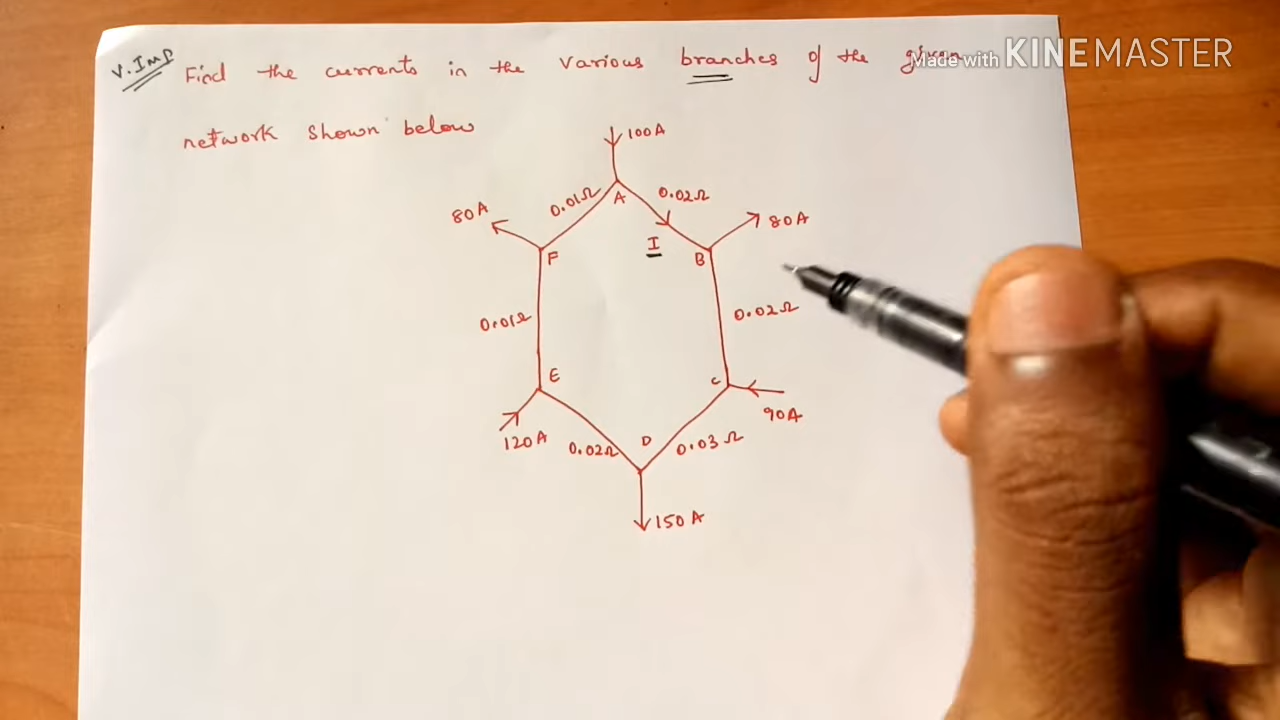 V. Imp
Find the currents in the various branches of the given
Made with KINEMASTER
network shown below
100A
0.01Ω
A
0.02Ω
80A
80A
I
F
B
0.01Ω
0.02Ω
E
C
90A
120A
0.02Ω
D
0.03Ω
150A